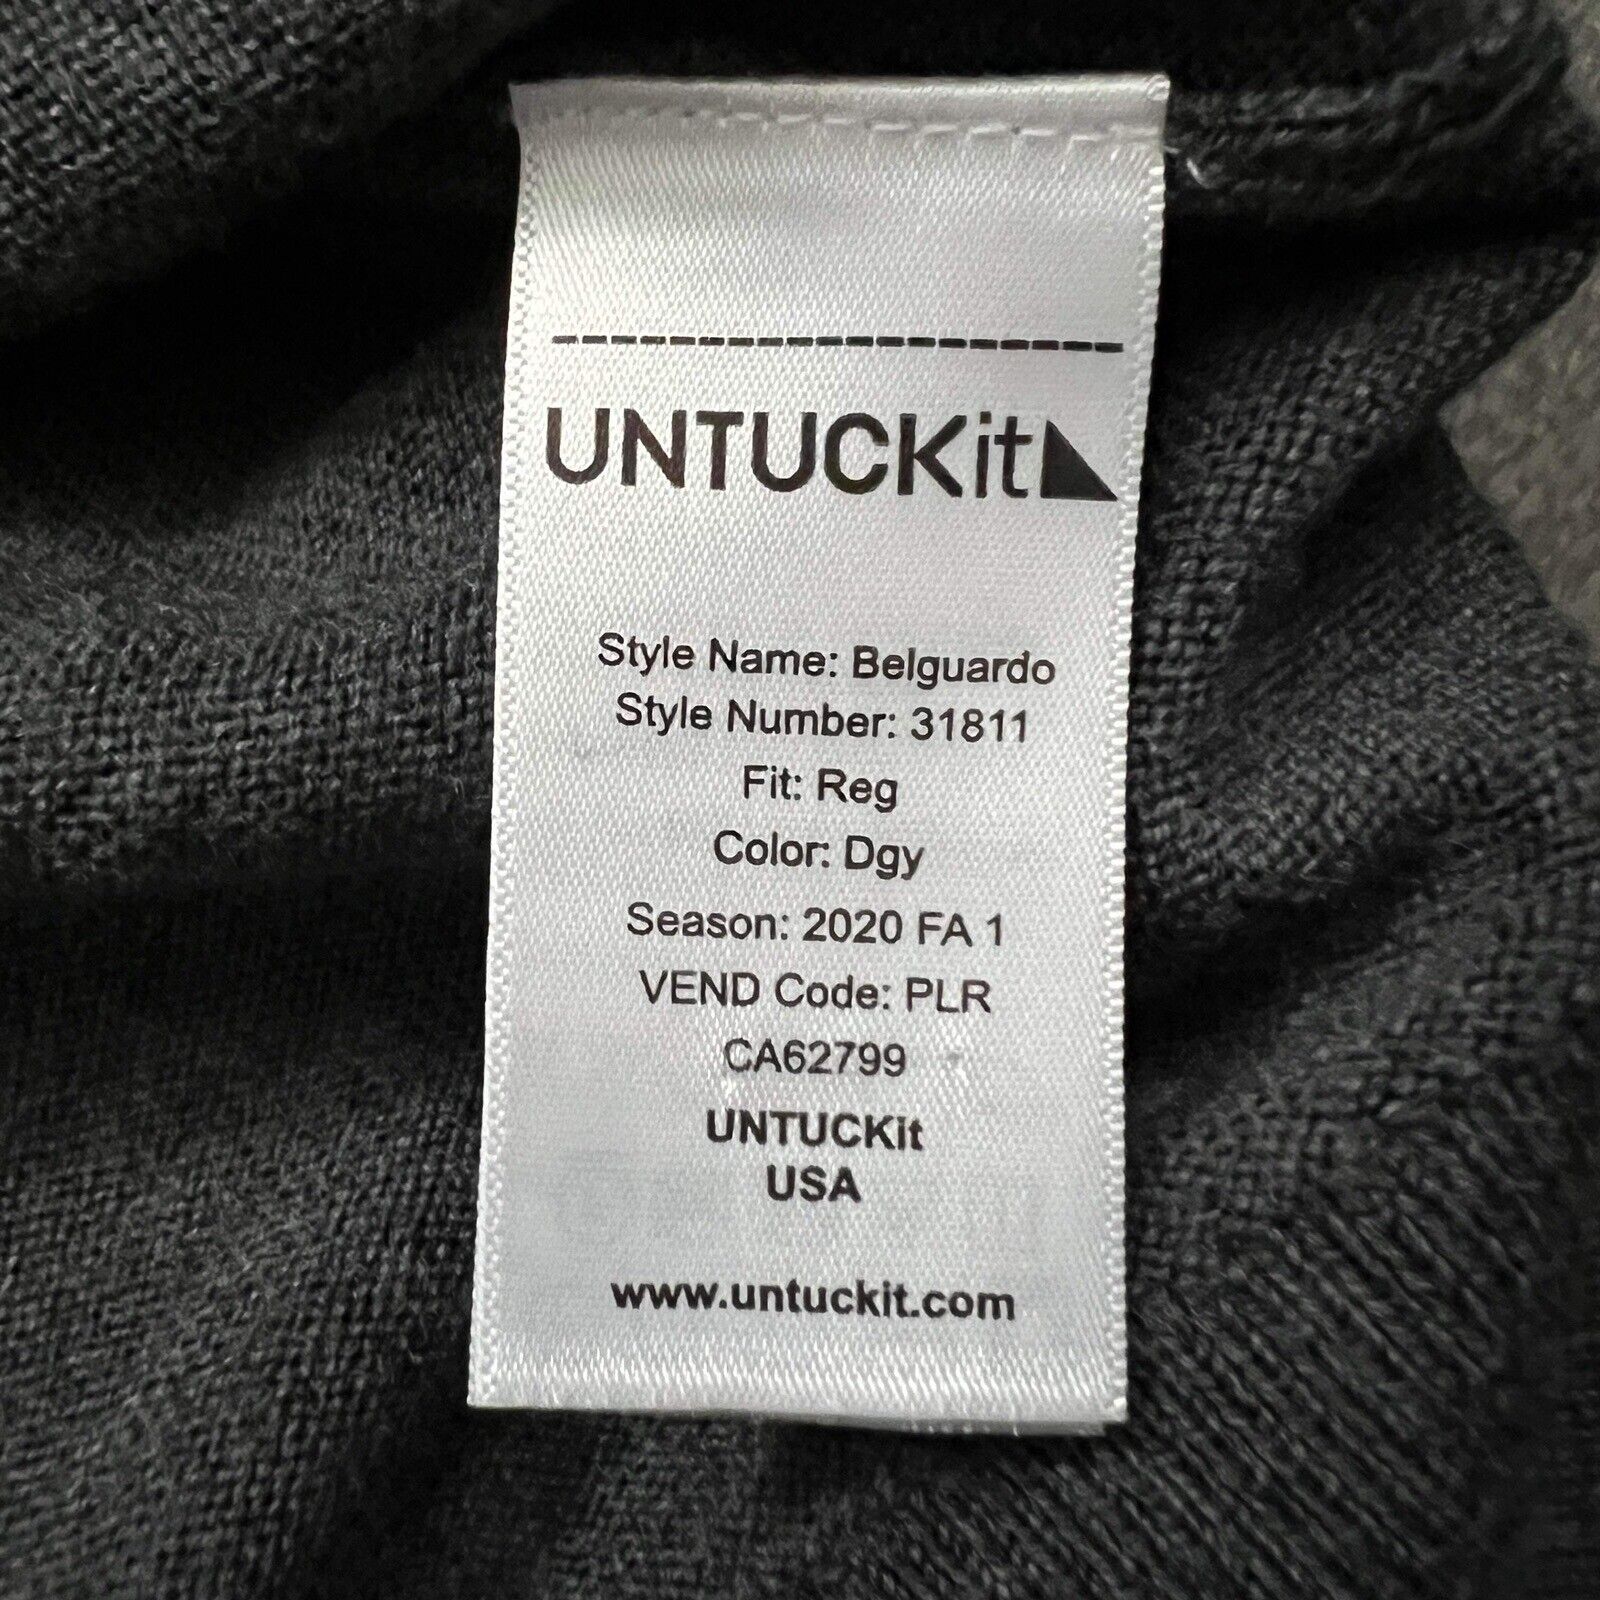 UNTUCKit
Style Name: Belguardo
Style Number: 31811
Fit: Reg
Color: Dgy
Season: 2020 FA 1
VEND Code: PLR
CA62799
UNTUCKit
USA
www.untuckit.com